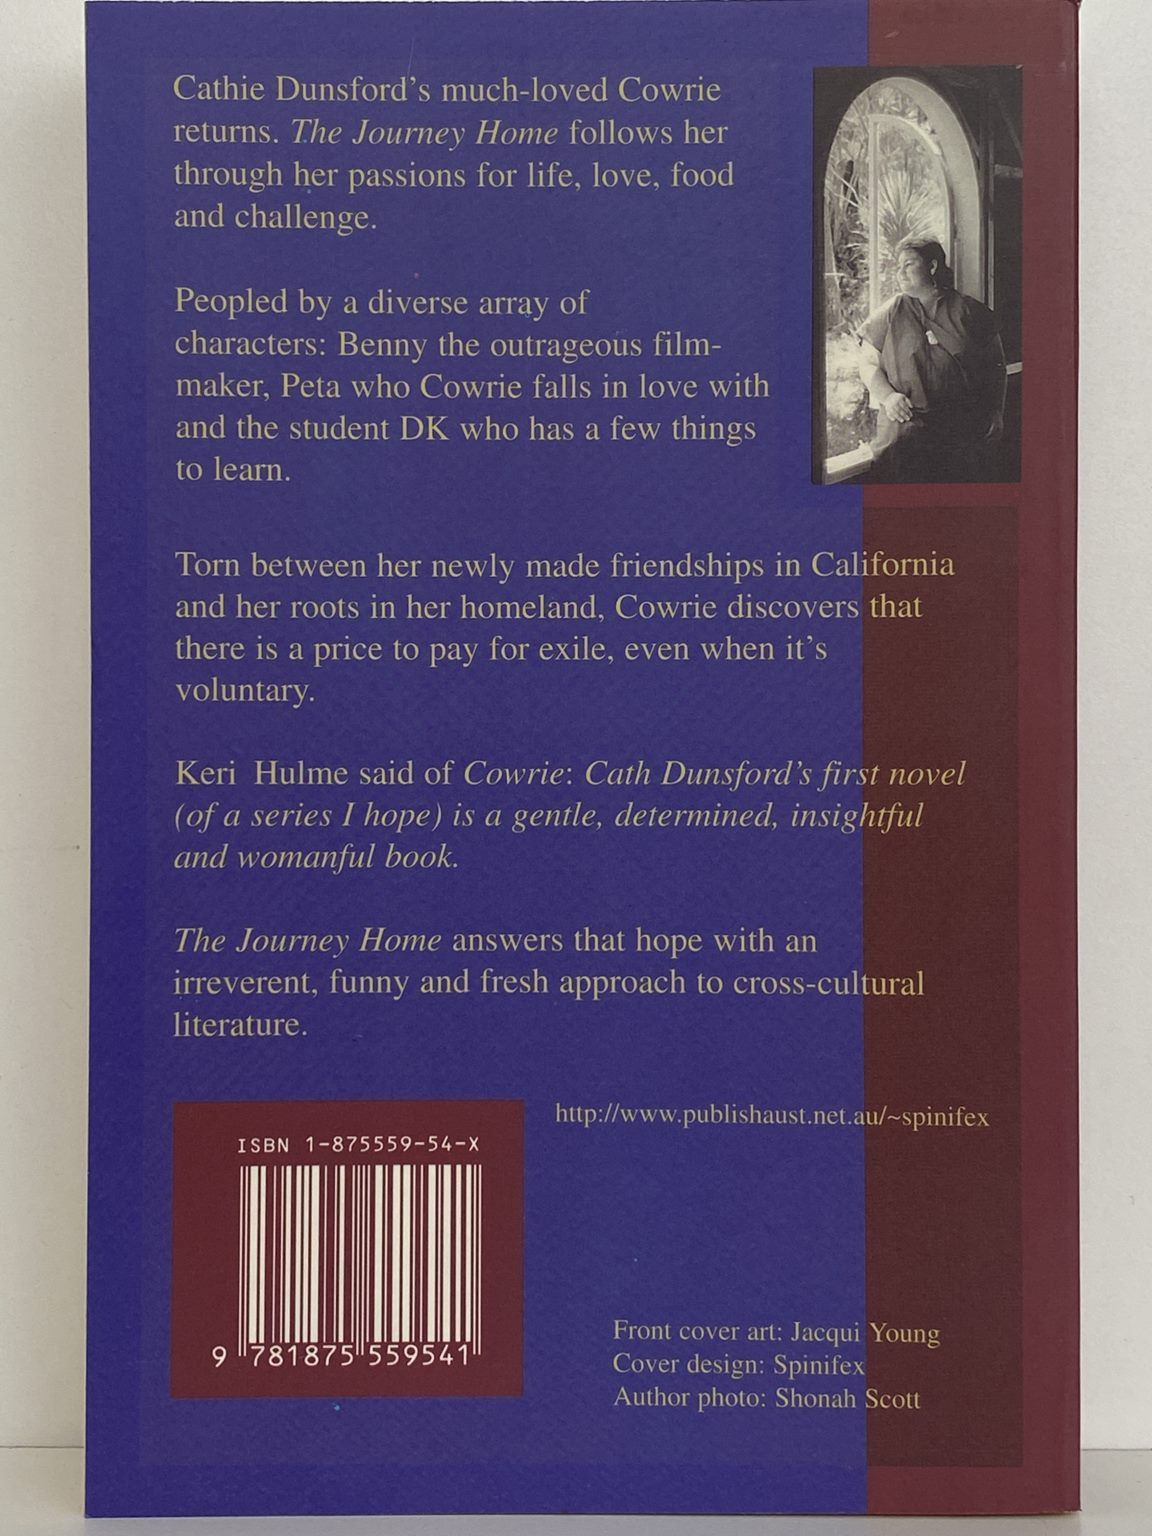 Cathie Dunsford's much-loved Cowrie
returns. The Journey Home follows her
through her passions for life, love, food
and challenge.
Peopled by a diverse array of
characters: Benny the outrageous film-
maker, Peta who Cowrie falls in love with
and the student DK who has a few things
to learn.
Torn between her newly made friendships in California
and her roots in her homeland, Cowrie discovers that
there is a price to pay for exile, even when it's
voluntary.
Keri Hulme said of Cowrie: Cath Dunsford's first novel
(of a series I hope) is a gentle, determined, insightful
and womanful book.
The Journey Home answers that hope with an
irreverent, funny and fresh approach to cross-cultural
literature.
http://www.publishaust.net.au/~spinifex
ISBN 1-875559-54-X
9 781875 559541
Front cover art: Jacqui Young
Cover design: Spinifex
Author photo: Shonah Scott